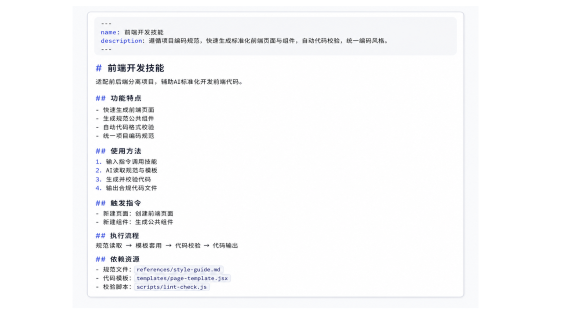 ---
name: 前端开发技能
description: 遵循项目编码规范，快速生成标准化前端页面与组件，自动代码校验，统一编码风格。
---
# 前端开发技能
适配前后端分离项目，辅助AI标准化开发前端代码。
## 功能特点
- 快速生成前端页面
- 生成规范公共组件
- 自动代码格式校验
- 统一项目编码规范
## 使用方法
1. 输入指令调用技能
2. AI读取规范与模板
3. 生成并校验代码
4. 输出合规代码文件
## 触发指令
- 新建页面：创建前端页面
- 新建组件：生成公共组件
## 执行流程
规范读取 → 模板套用 → 代码校验 → 代码输出
## 依赖资源
- 规范文件：references/style-guide.md
- 代码模板：templates/page-template.jsx
- 校验脚本：scripts/lint-check.js